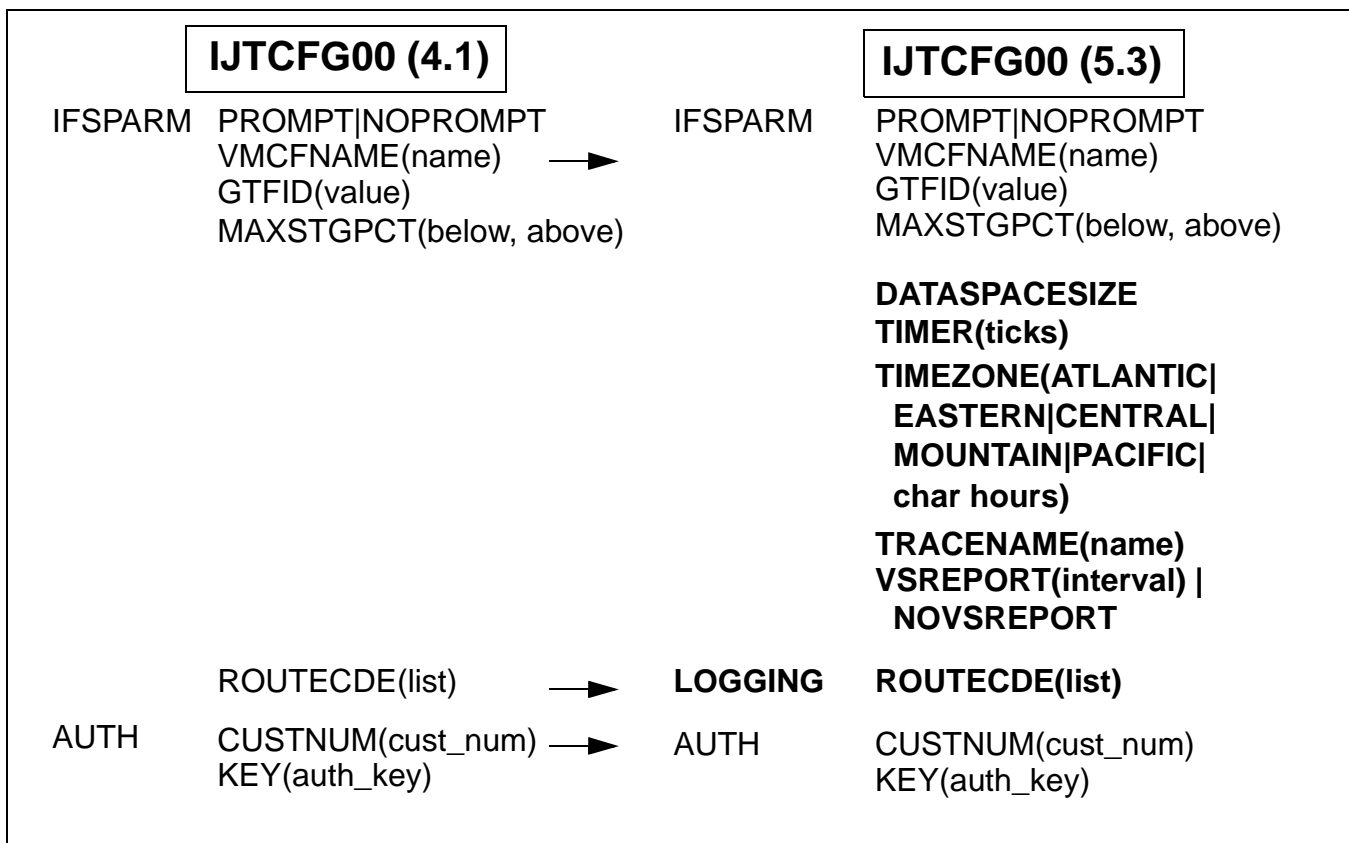 IJTCFG00 (4.1)
IFSPARM PROMPT|NOPROMPT
VMCFNAME(name)
GTFID(value)
MAXSTGPCT(below, above)
ROUTECDE(list)
AUTH CUSTNUM(cust_num)
KEY(auth_key)
IJTCFG00 (5.3)
IFSPARM PROMPT|NOPROMPT
VMCFNAME(name)
GTFID(value)
MAXSTGPCT(below, above)
DATASPACESIZE
TIMER(ticks)
TIMEZONE(ATLANTIC|
EASTERN|CENTRAL|
MOUNTAIN|PACIFIC|
char hours)
TRACENAME(name)
VSREPORT(interval) |
NOVSREPORT
LOGGING ROUTECDE(list)
AUTH CUSTNUM(cust_num)
KEY(auth_key)